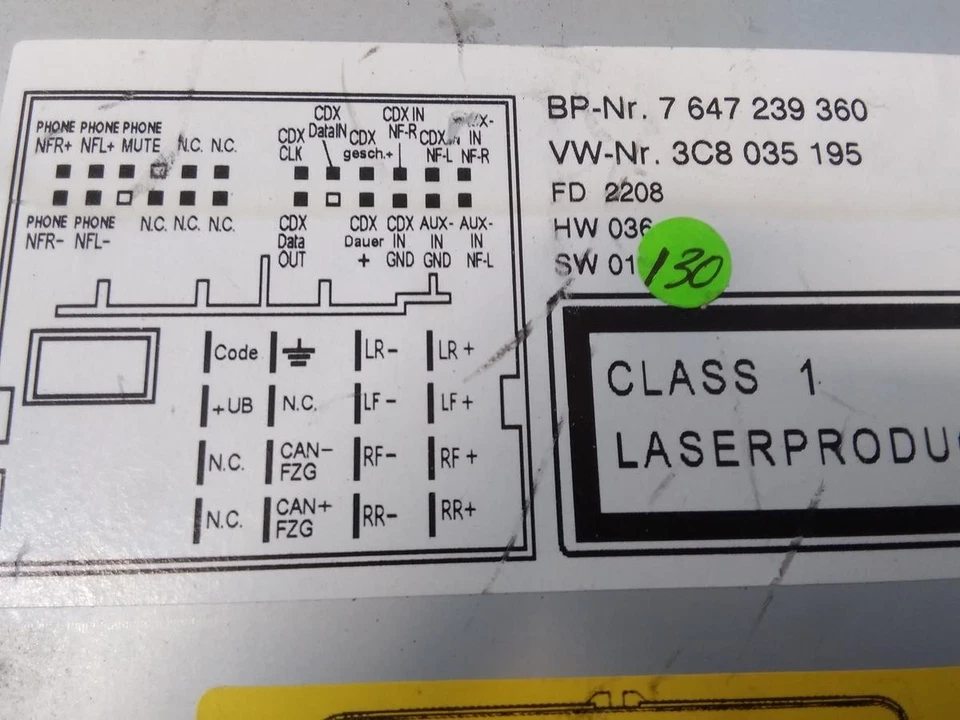 PHONE PHONE PHONE
NFR+ NFL+ MUTE N.C. N.C.
PHONE PHONE N.C. N.C. N.C.
NFR- NFL-
CDX CDX IN
CDX DataIN CDX NF-R CDX IN
CLK gesch.+ NF-L NF-R
CDX CDX CDX AUX- AUX-
Data Dauer IN IN IN
OUT + GND GND NF-L
Code LR- LR+
+UB N.C. LF- LF+
N.C. CAN- FZG RF- RF+
N.C. CAN+ FZG RR- RR+
BP-Nr. 7 647 239 360
VW-Nr. 3C8 035 195
FD 2208
HW 036
SW 01 130
CLASS 1
LASERPRODU